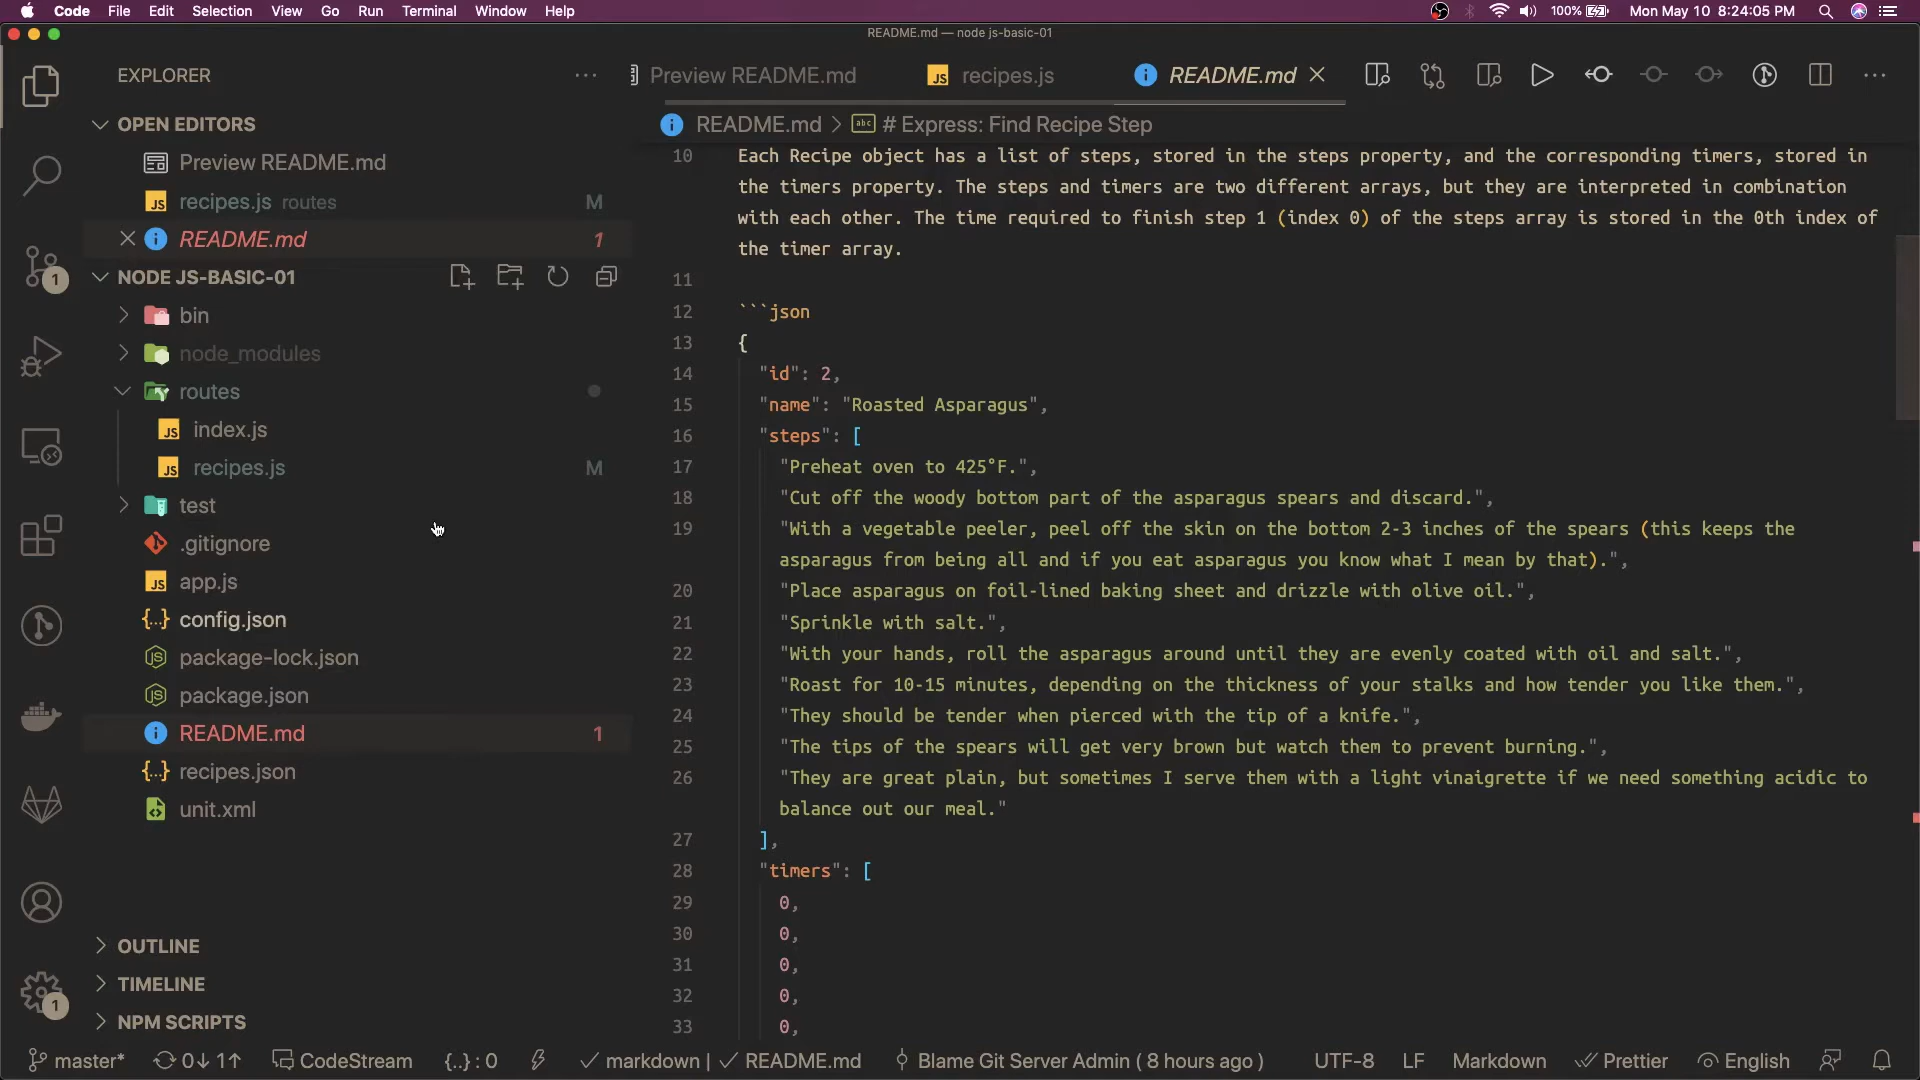 Code File Edit Selection View Go Run Terminal Window Help 100% Mon May 10 8:24:05 PM
README.md — node js-basic-01
EXPLORER
Preview README.md
JS recipes.js
README.md
OPEN EDITORS
README.md > abc # Express: Find Recipe Step
Preview README.md
JS recipes.js routes M
README.md 1
NODE JS-BASIC-01
bin
node_modules
routes
JS index.js
JS recipes.js M
test
.gitignore
JS app.js
{..} config.json
package-lock.json
package.json
README.md 1
{..} recipes.json
unit.xml
OUTLINE
TIMELINE
NPM SCRIPTS
1
1
10 Each Recipe object has a list of steps, stored in the steps property, and the corresponding timers, stored in
the timers property. The steps and timers are two different arrays, but they are interpreted in combination
with each other. The time required to finish step 1 (index 0) of the steps array is stored in the 0th index of
the timer array.
11
12 ```json
13 {
14 "id": 2,
15 "name": "Roasted Asparagus",
16 "steps": [
17 "Preheat oven to 425°F.",
18 "Cut off the woody bottom part of the asparagus spears and discard.",
19 "With a vegetable peeler, peel off the skin on the bottom 2-3 inches of the spears (this keeps the
asparagus from being all and if you eat asparagus you know what I mean by that).",
20 "Place asparagus on foil-lined baking sheet and drizzle with olive oil.",
21 "Sprinkle with salt.",
22 "With your hands, roll the asparagus around until they are evenly coated with oil and salt.",
23 "Roast for 10-15 minutes, depending on the thickness of your stalks and how tender you like them.",
24 "They should be tender when pierced with the tip of a knife.",
25 "The tips of the spears will get very brown but watch them to prevent burning.",
26 "They are great plain, but sometimes I serve them with a light vinaigrette if we need something acidic to
balance out our meal."
27 ],
28 "timers": [
29 0,
30 0,
31 0,
32 0,
33 0,
master* 0↓ 1↑ CodeStream {..} : 0 markdown | README.md Blame Git Server Admin ( 8 hours ago ) UTF-8 LF Markdown Prettier English